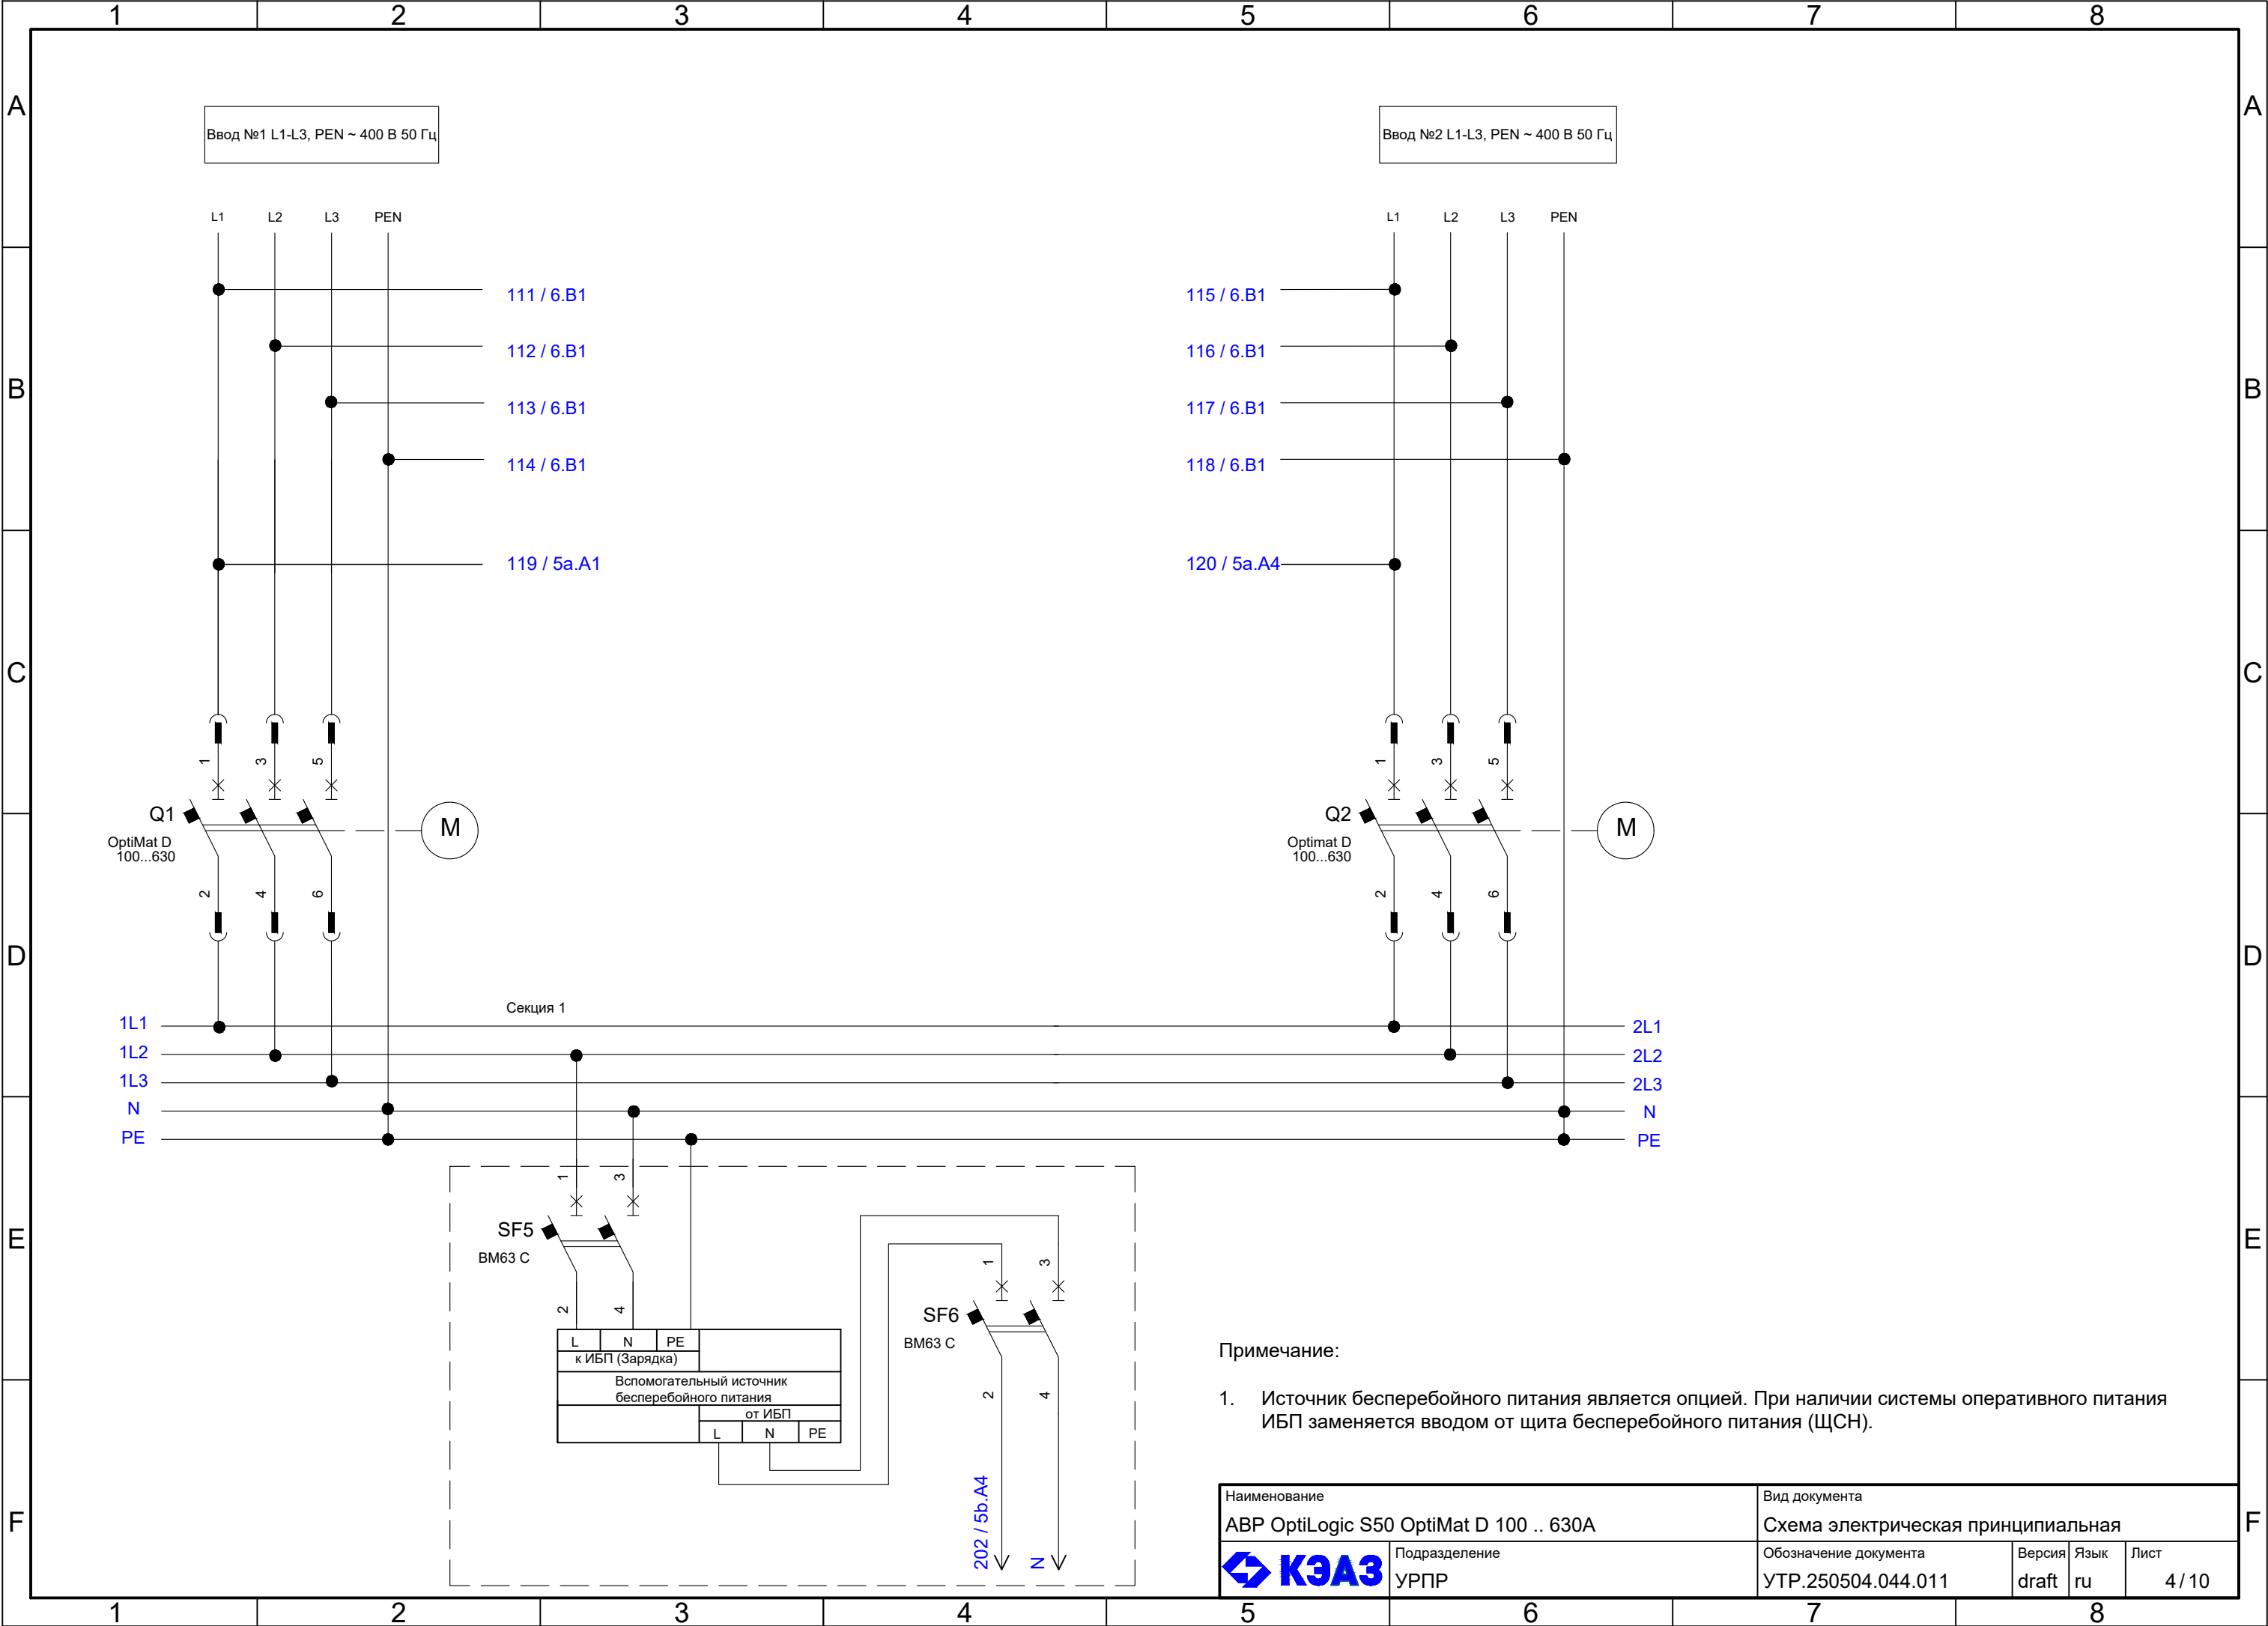 1 2 3 4 5 6 7 8
A A
Ввод №1 L1-L3, PEN ~ 400 В 50 Гц
Ввод №2 L1-L3, PEN ~ 400 В 50 Гц
L1 L2 L3 PEN
L1 L2 L3 PEN
111 / 6.B1
115 / 6.B1
112 / 6.B1
116 / 6.B1
B B
113 / 6.B1
117 / 6.B1
114 / 6.B1
118 / 6.B1
119 / 5a.A1
120 / 5a.A4
C C
1 3 5
1 3 5
Q1
M
OptiMat D
100...630
Q2
M
Optimat D
100...630
2 4 6
2 4 6
D D
Секция 1
1L1
2L1
1L2
2L2
1L3
2L3
N
N
PE
PE
1 3
SF5
BM63 C
E E
2 4
1 3
SF6
BM63 C
2 4
L N PE
к ИБП (Зарядка)
Вспомогательный источник
бесперебойного питания
от ИБП
L N PE
202 / 5b.A4
N
Примечание:
1. Источник бесперебойного питания является опцией. При наличии системы оперативного питания
ИБП заменяется вводом от щита бесперебойного питания (ЩСН).
F F
Наименование
АВР OptiLogic S50 OptiMat D 100 .. 630A
Вид документа
Схема электрическая принципиальная
КЭАЗ
Подразделение
УРПР
Обозначение документа
УТР.250504.044.011
Версия
draft
Язык
ru
Лист
4 / 10
1 2 3 4 5 6 7 8